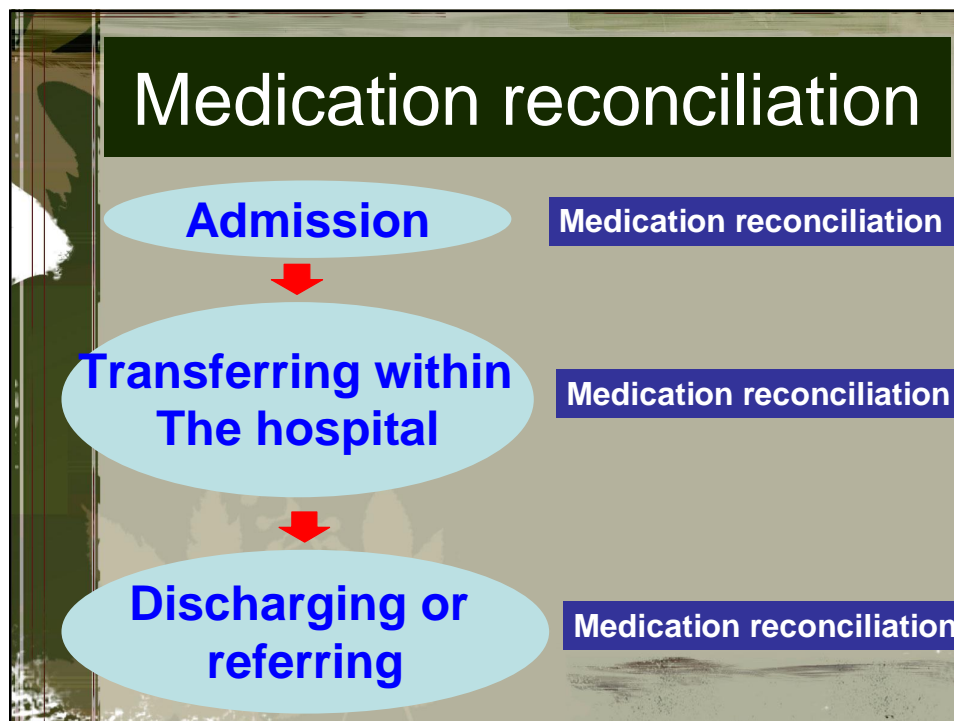 Medication reconciliation
Admission
Medication reconciliation
Transferring within
The hospital
Medication reconciliation
Discharging or
referring
Medication reconciliation